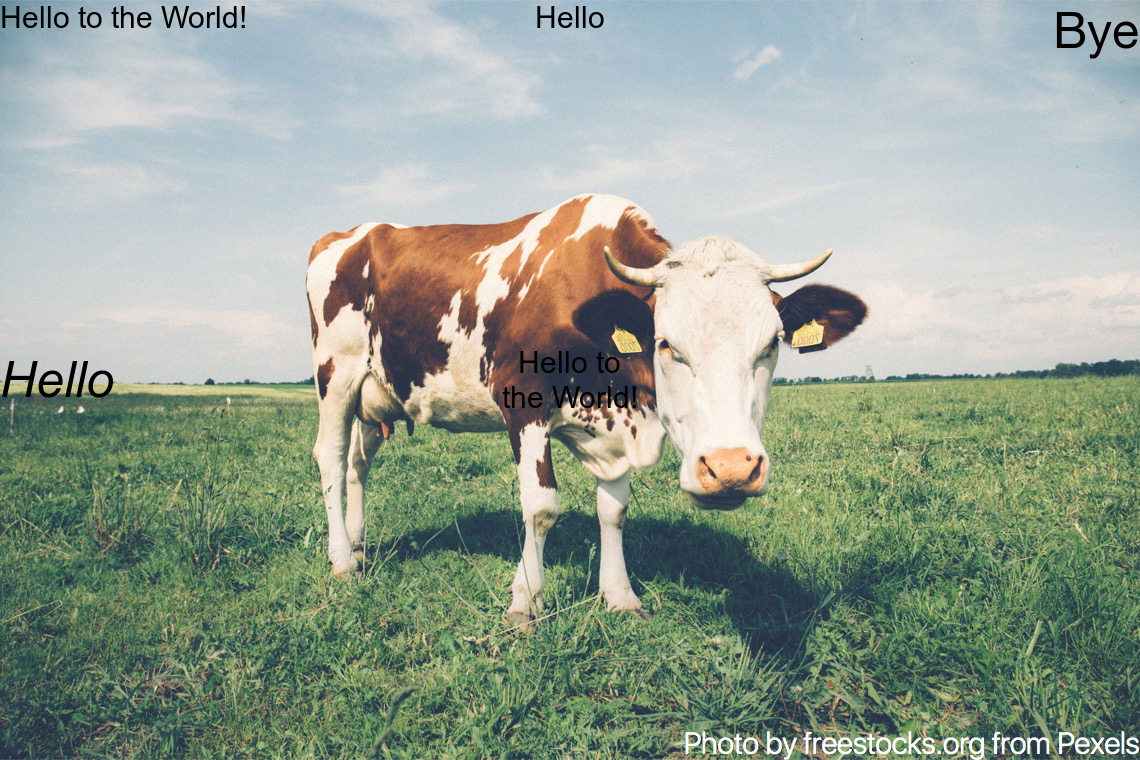 Hello to the World!
Hello
Bye
Hello
Hello to
the World!
Photo by freestocks.org from Pexels